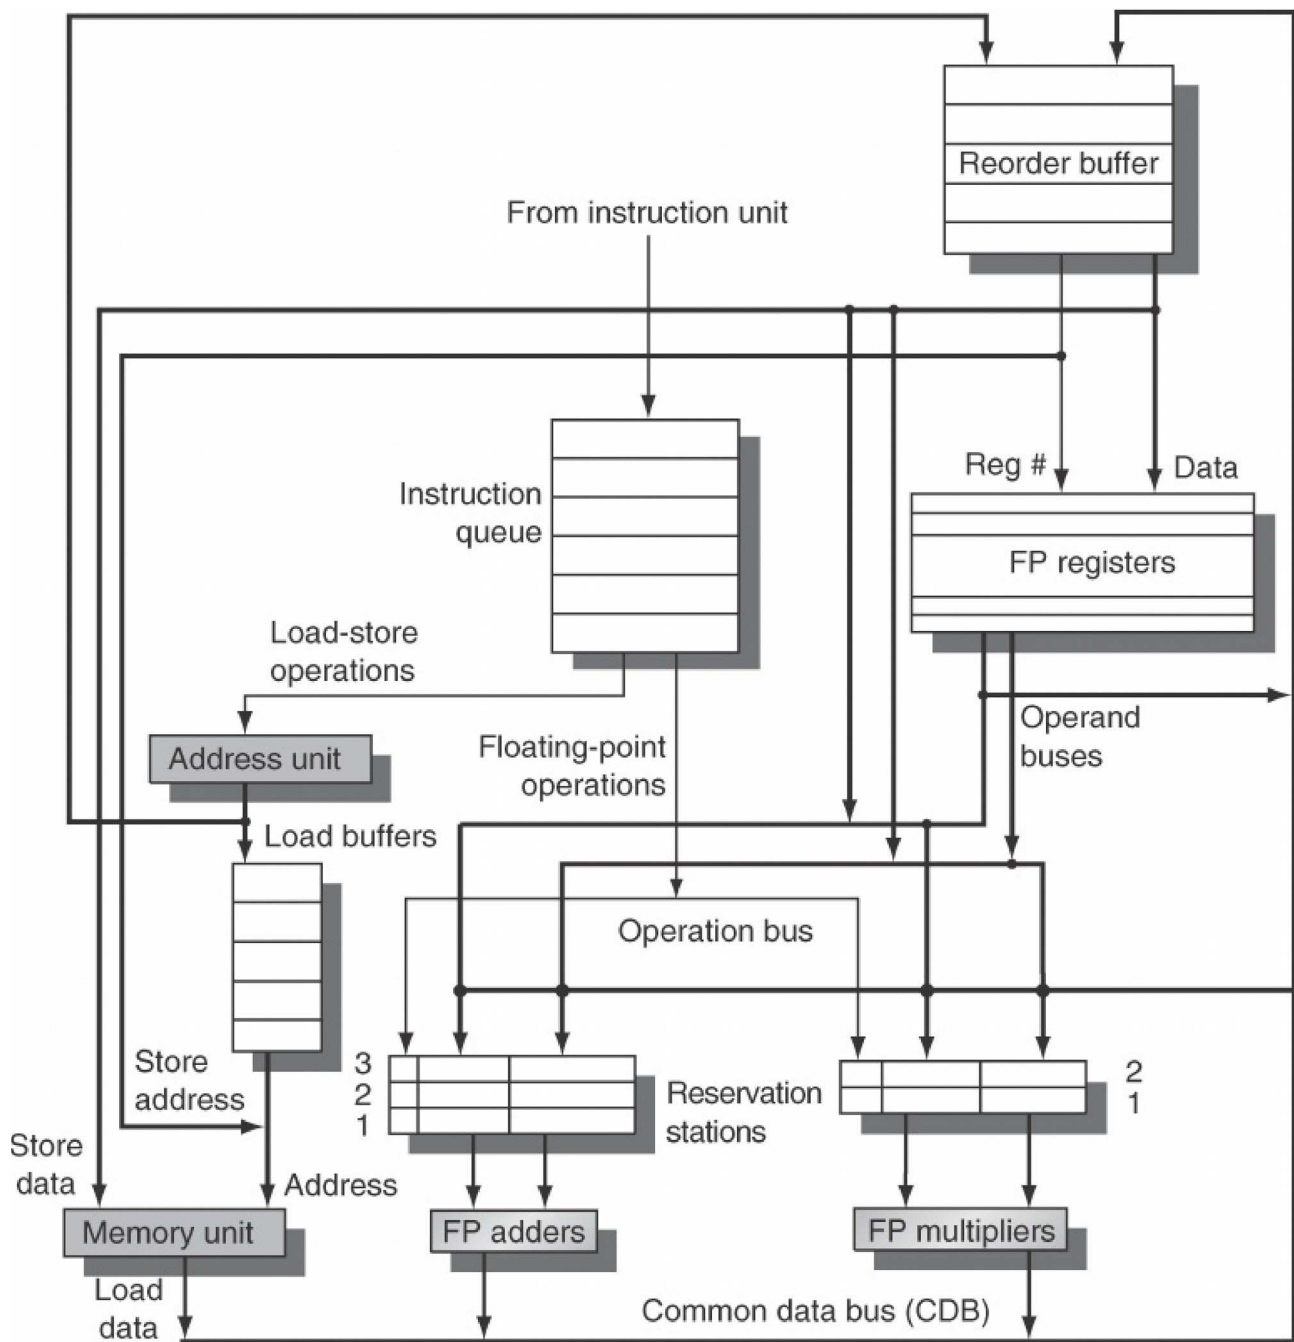 Reorder buffer
From instruction unit
Reg #
Data
Instruction
queue
FP registers
Load-store
operations
Operand
buses
Address unit
Floating-point
operations
Load buffers
Operation bus
Store
address
3
2
1
Reservation
stations
2
1
Store
data
Address
Memory unit
FP adders
FP multipliers
Load
data
Common data bus (CDB)